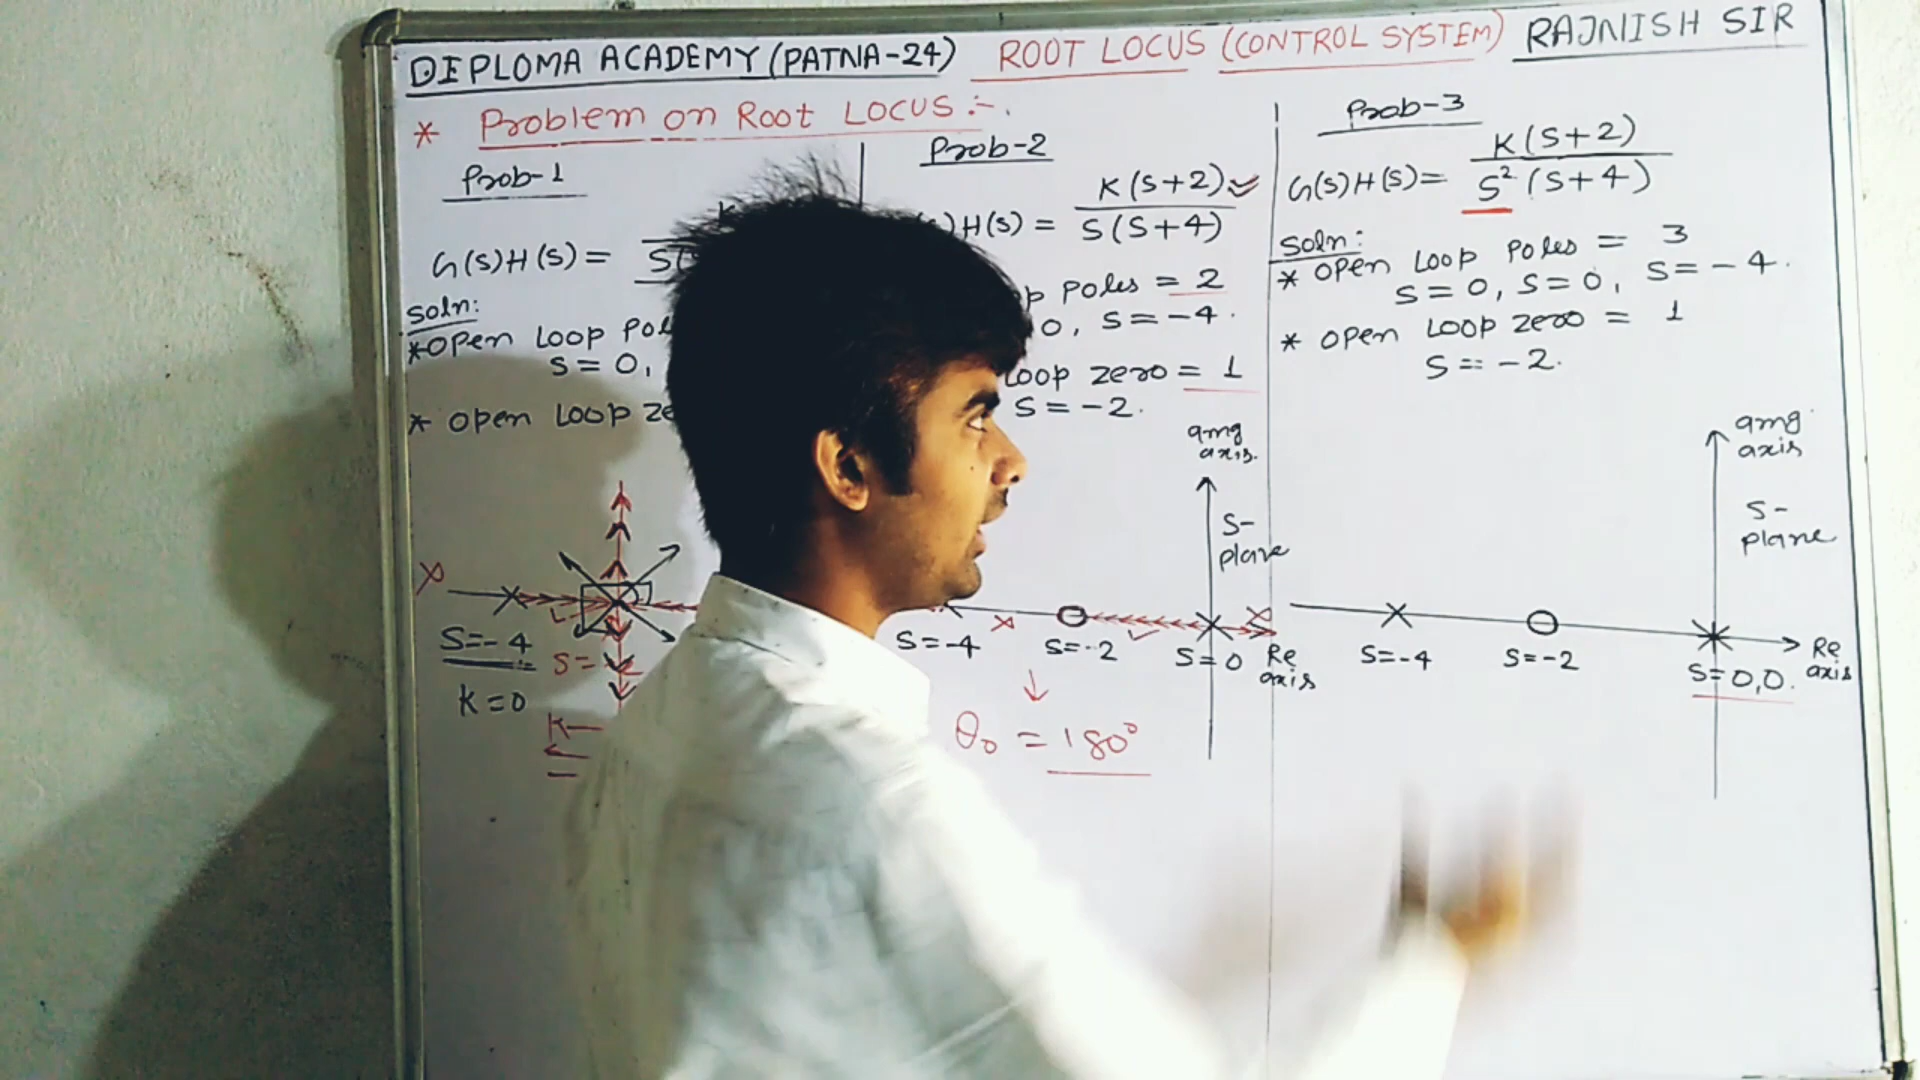 DIPLOMA ACADEMY (PATNA-24) ROOT LOCUS (CONTROL SYSTEM) RAJNISH SIR
* Problem on Root LOCUS :-.
Prob-1
G(s)H(s) =
Soln:
*Open Loop Pol
S = 0,
* open Loop ze
S=-4
K=0
S=-
K
Prob-2
K(S+2)
H(s) = S(S+4)
p Poles = 2
0, S=-4.
Loop zero = 1
S=-2.
amg axis.
S-plane
S=-4
S=-2
S=0
Re axis
θD = 180°
Prob-3
K(S+2)
G(s)H(s) = S²(S+4)
Soln:
* open Loop Poles = 3
S=0, S=0, S=-4.
* open Loop zero = 1
S=-2.
amg axis
S-plane
S=-4
S=-2
S=0,0.
Re axis